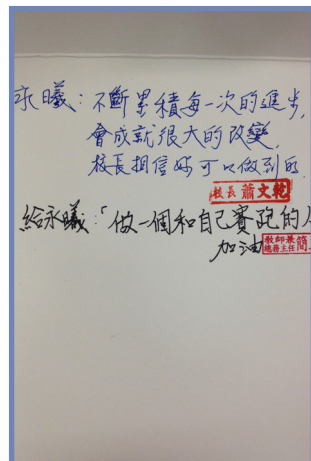 永曦：不斷累積每一次的進步,
會成就很大的改變,
校長相信妳可以做到的.
校長 蕭文乾
給永曦：「做一個和自己賽跑的人
加油
教師兼
總務主任 簡